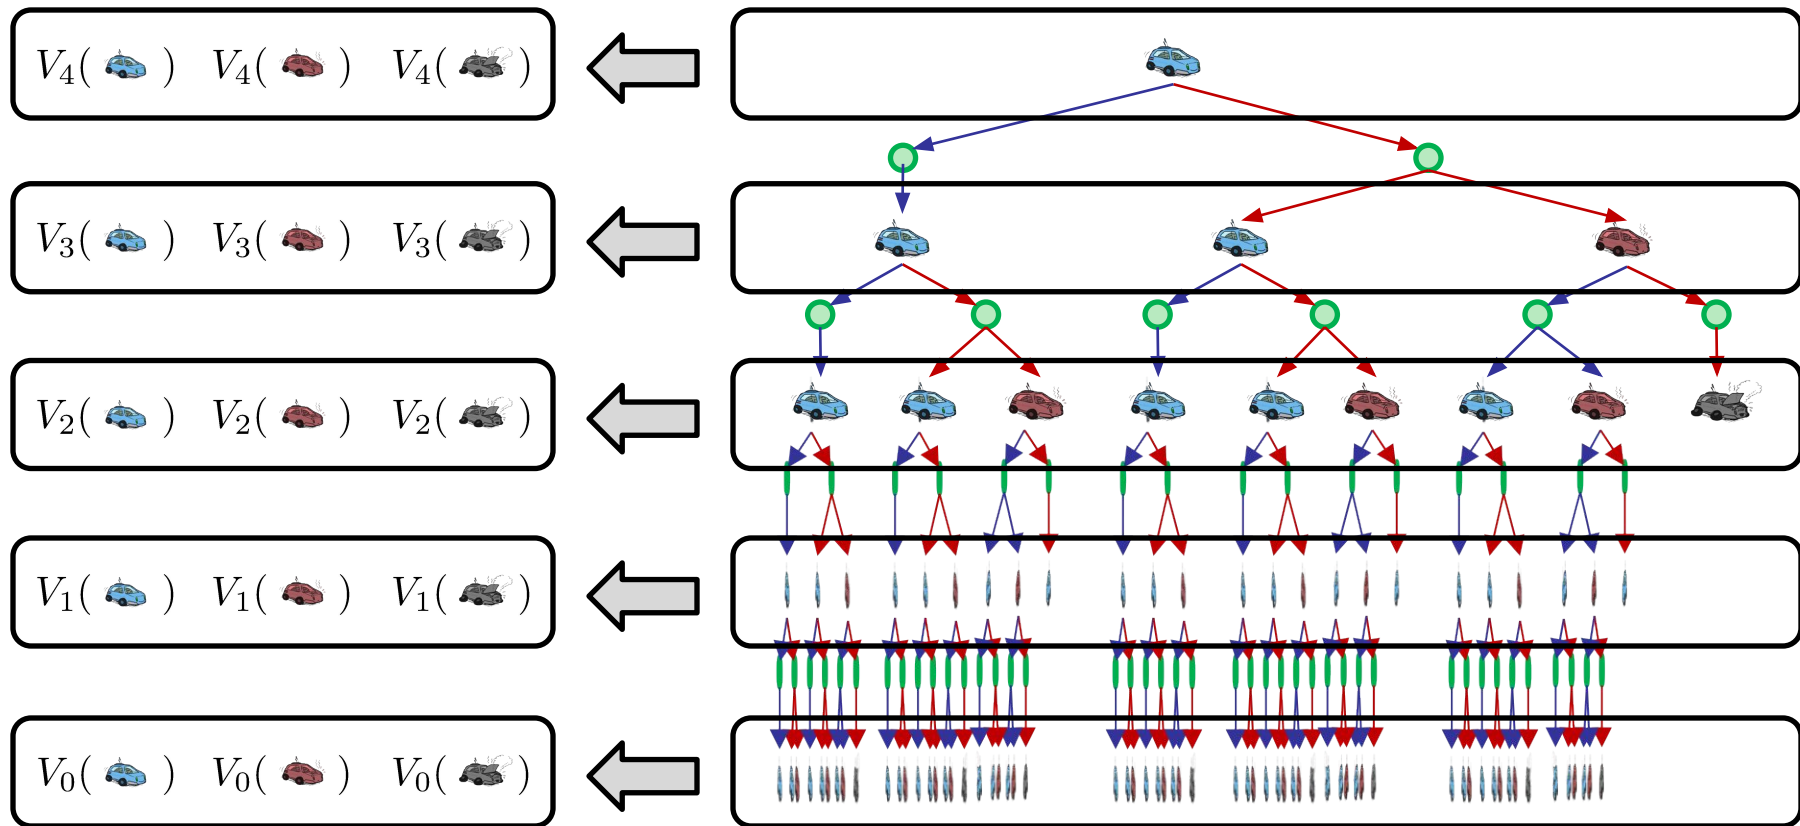 V4( ) V4( ) V4( )
V3( ) V3( ) V3( )
V2( ) V2( ) V2( )
V1( ) V1( ) V1( )
V0( ) V0( ) V0( )